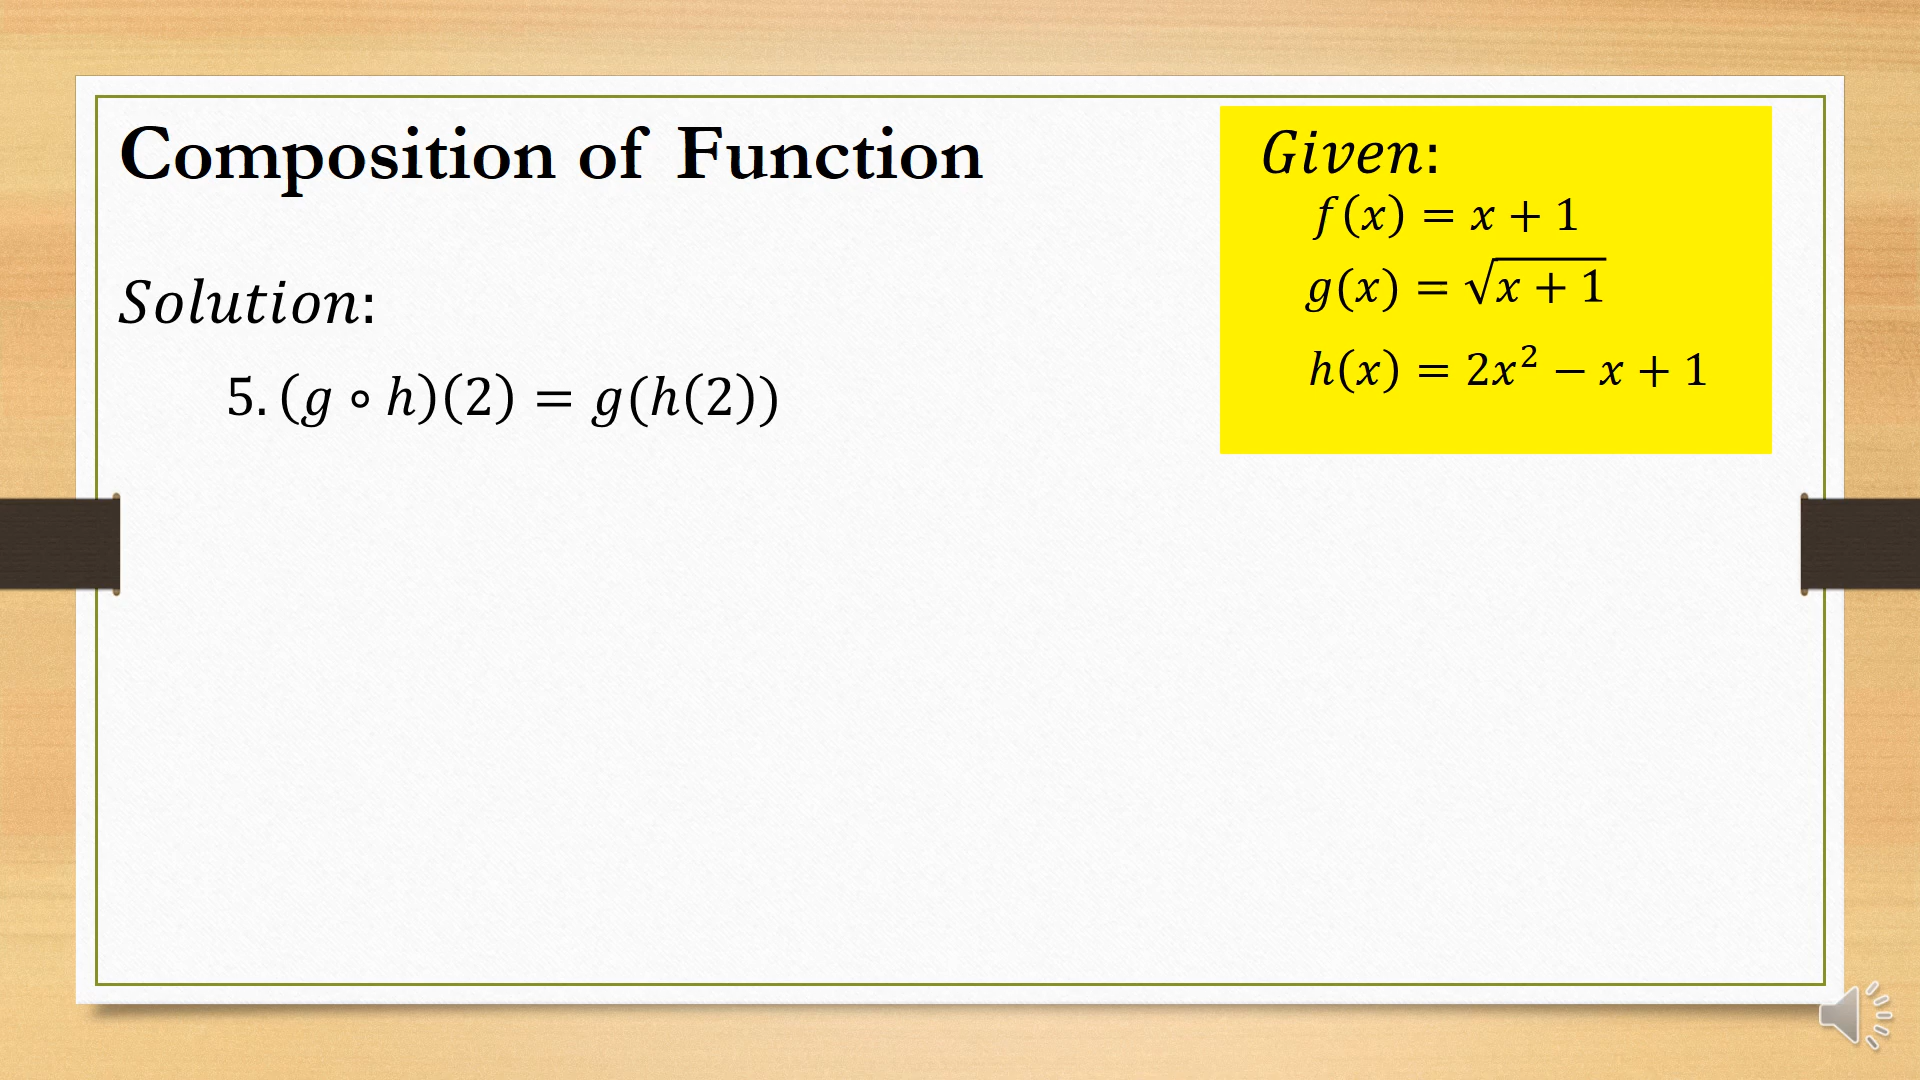 Composition of Function
Given:
f(x) = x + 1
g(x) = √(x + 1)
h(x) = 2x² − x + 1
Solution:
5. (g ∘ h)(2) = g(h(2))